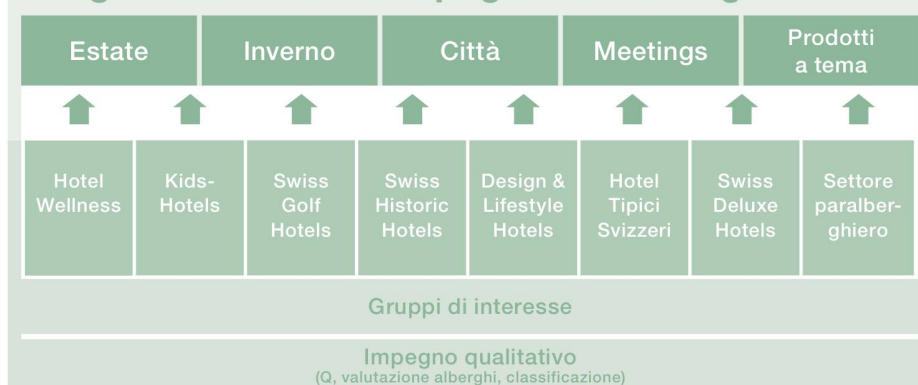 Estate
Inverno
Città
Meetings
Prodotti
a tema
Hotel
Wellness
Kids-
Hotels
Swiss
Golf
Hotels
Swiss
Historic
Hotels
Design &
Lifestyle
Hotels
Hotel
Tipici
Svizzeri
Swiss
Deluxe
Hotels
Settore
paralber-
ghiero
Gruppi di interesse
Impegno qualitativo
(Q, valutazione alberghi, classificazione)